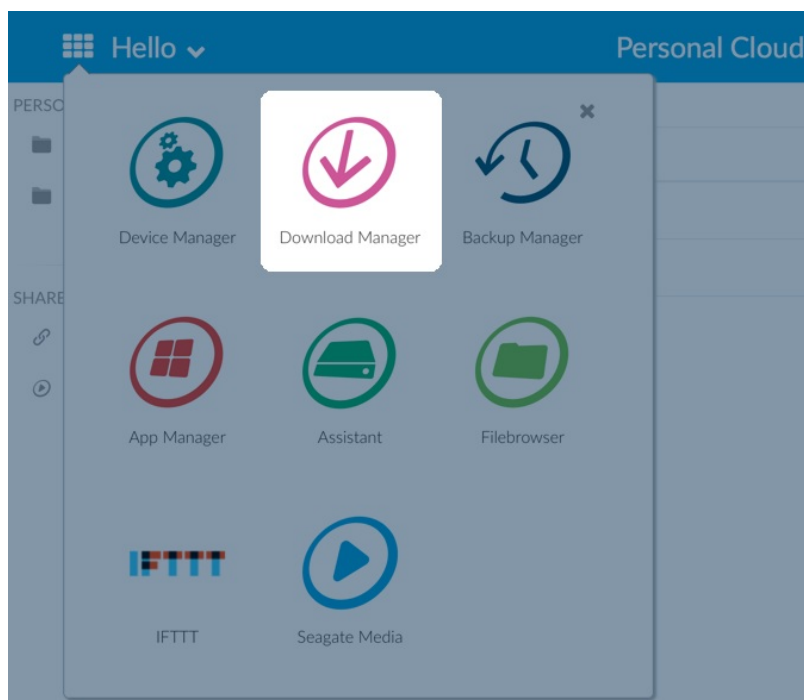 Hello
Personal Cloud
PERSO
Device Manager
Download Manager
Backup Manager
SHARE
App Manager
Assistant
Filebrowser
IFTTT
IFTTT
Seagate Media